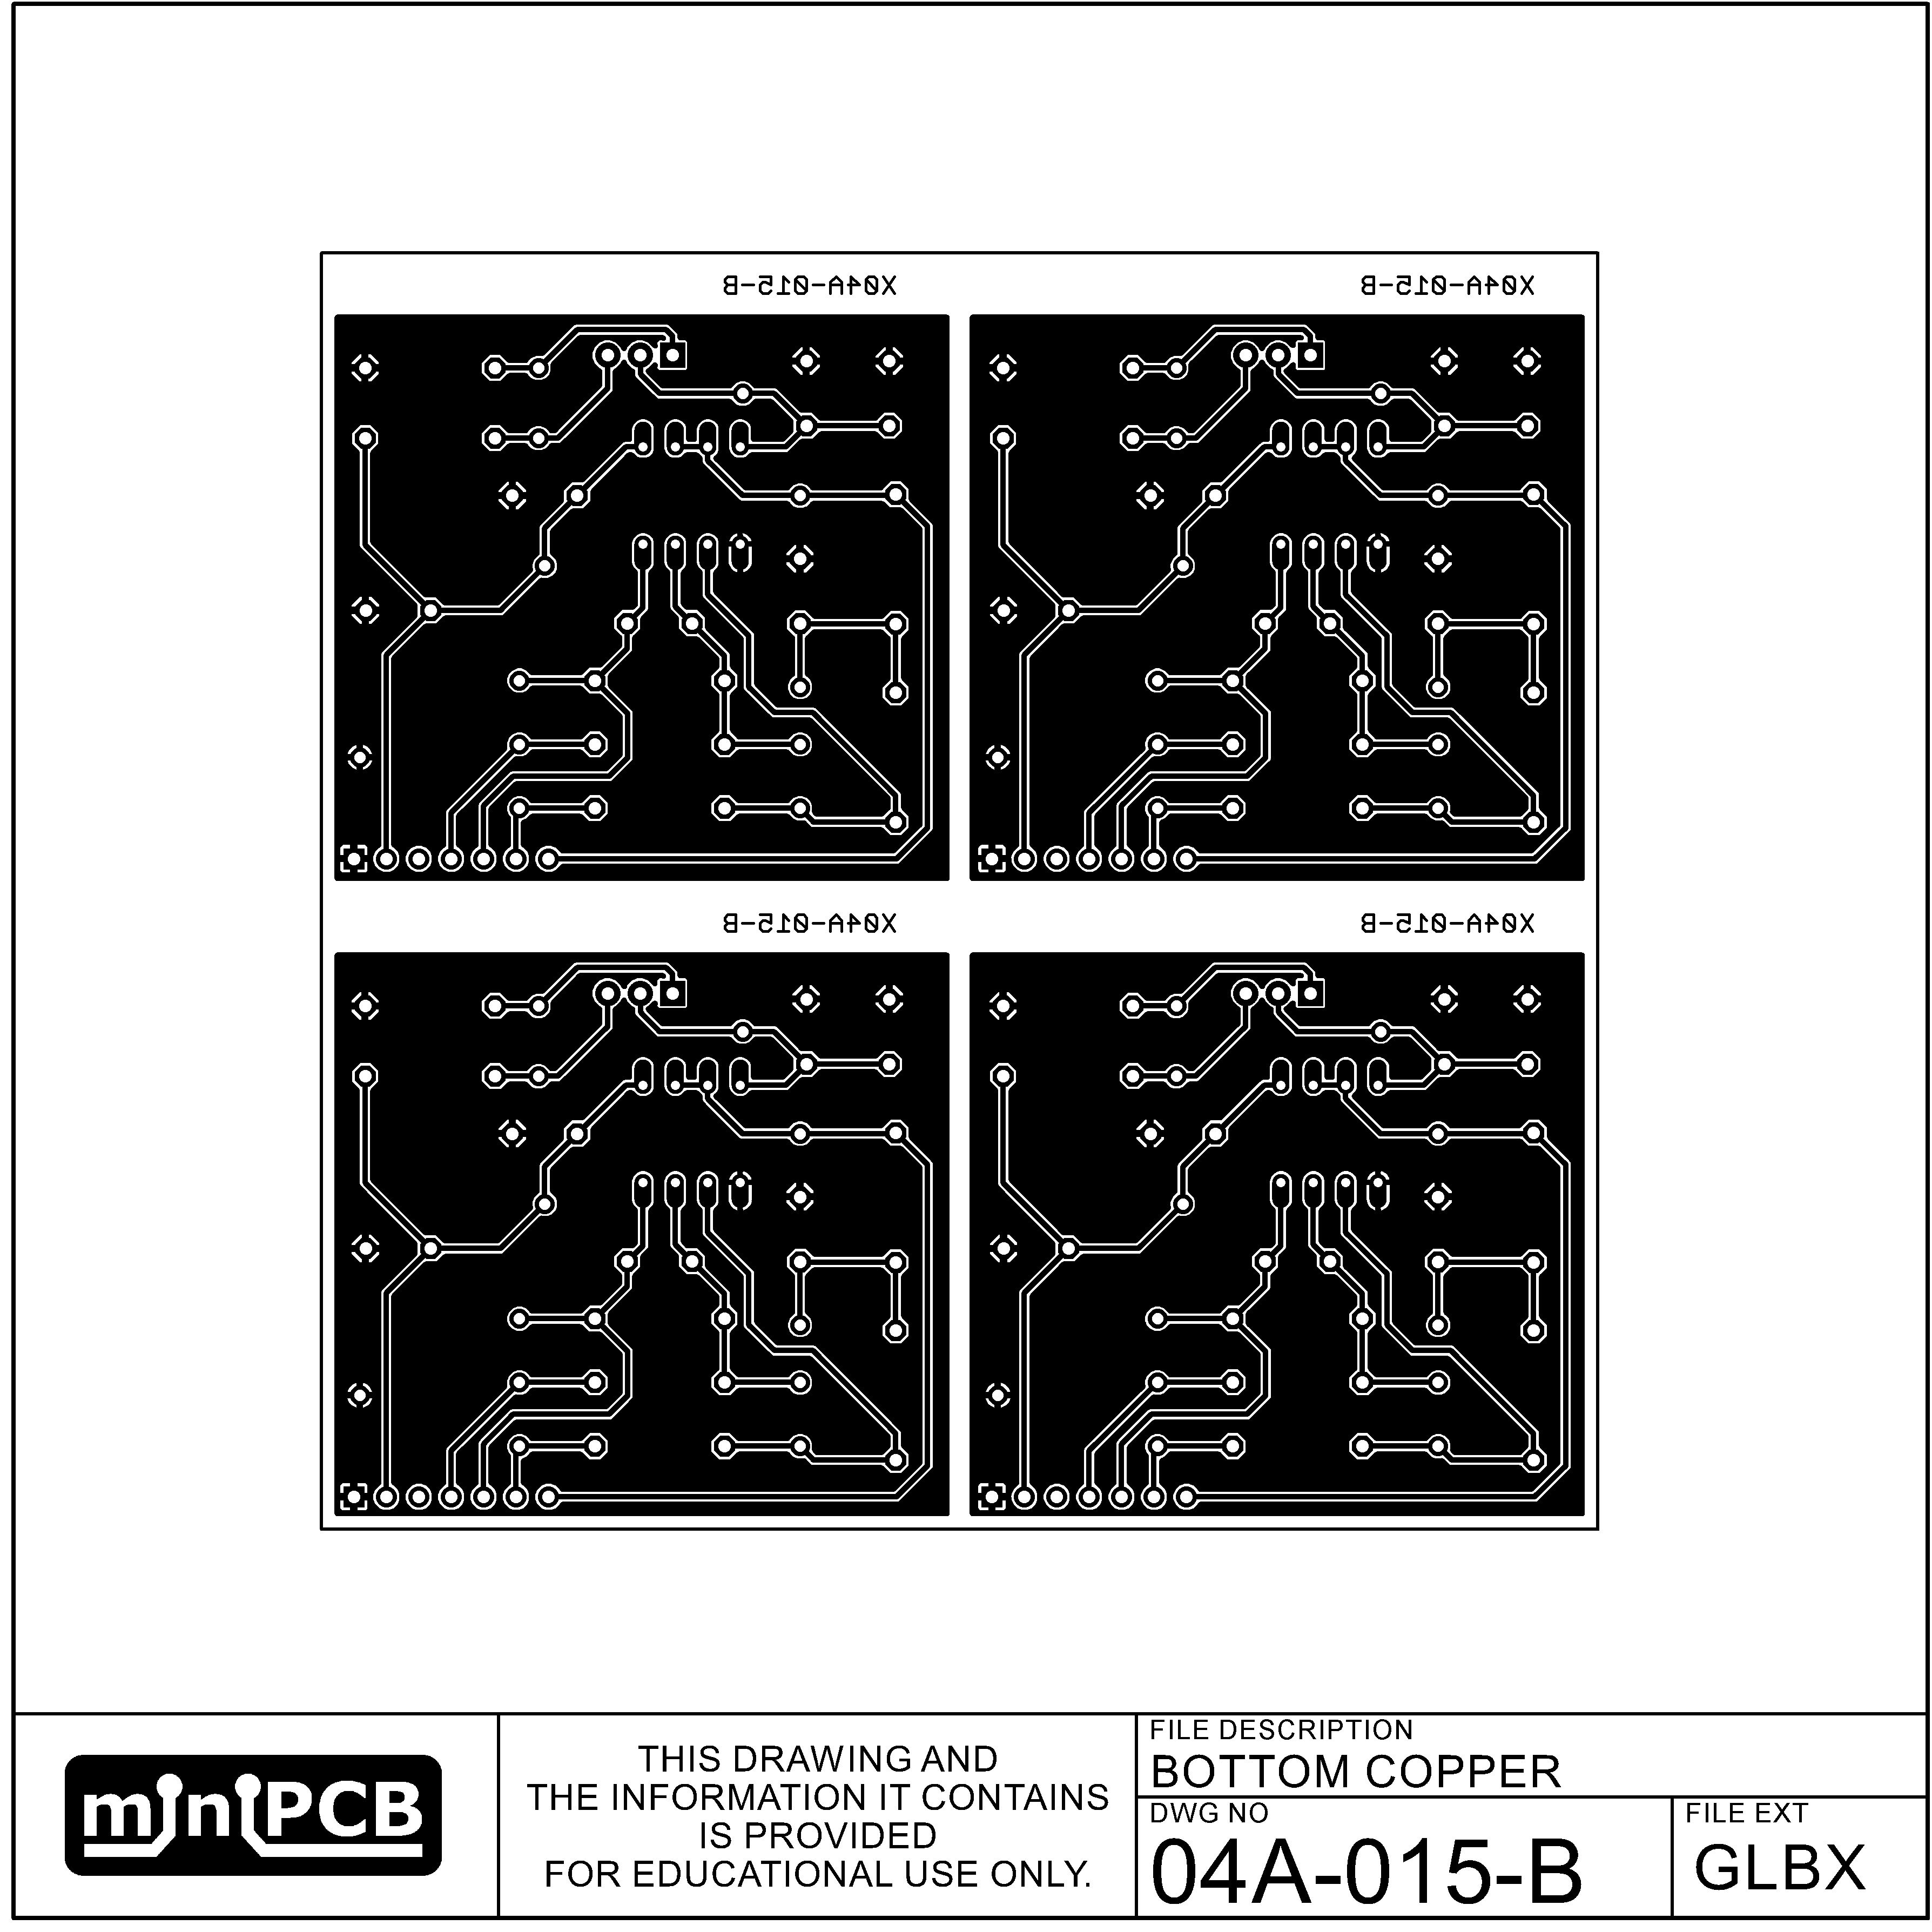 X04A-015-B X04A-015-B
X04A-015-B X04A-015-B
miniPCB
THIS DRAWING AND
THE INFORMATION IT CONTAINS
IS PROVIDED
FOR EDUCATIONAL USE ONLY.
FILE DESCRIPTION
BOTTOM COPPER
DWG NO
04A-015-B
FILE EXT
GLBX